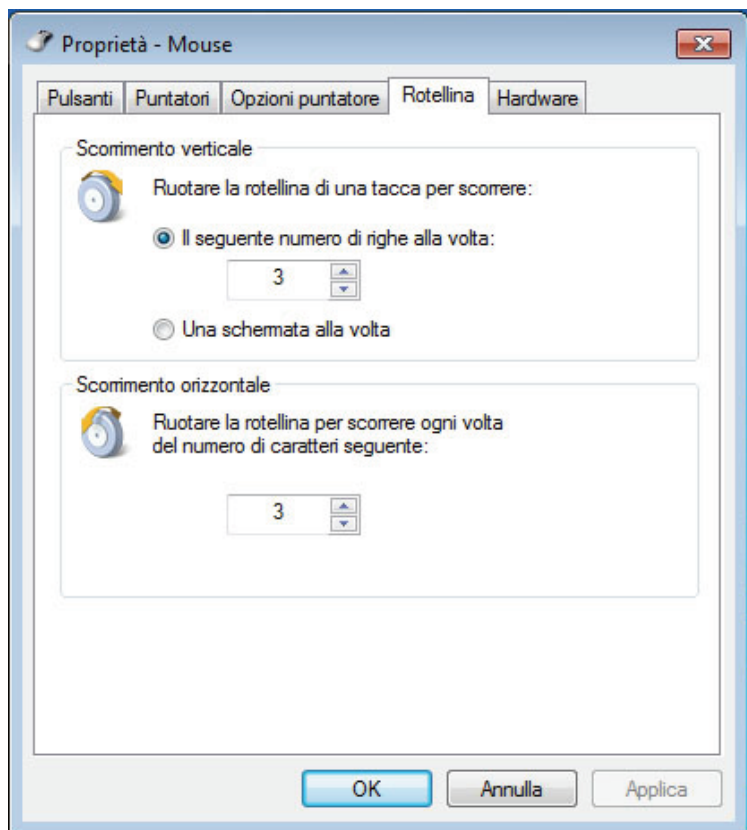 Proprietà - Mouse
Pulsanti Puntatori Opzioni puntatore Rotellina Hardware
Scorrimento verticale
Ruotare la rotellina di una tacca per scorrere:
Il seguente numero di righe alla volta:
3
Una schermata alla volta
Scorrimento orizzontale
Ruotare la rotellina per scorrere ogni volta
del numero di caratteri seguente:
3
OK Annulla Applica